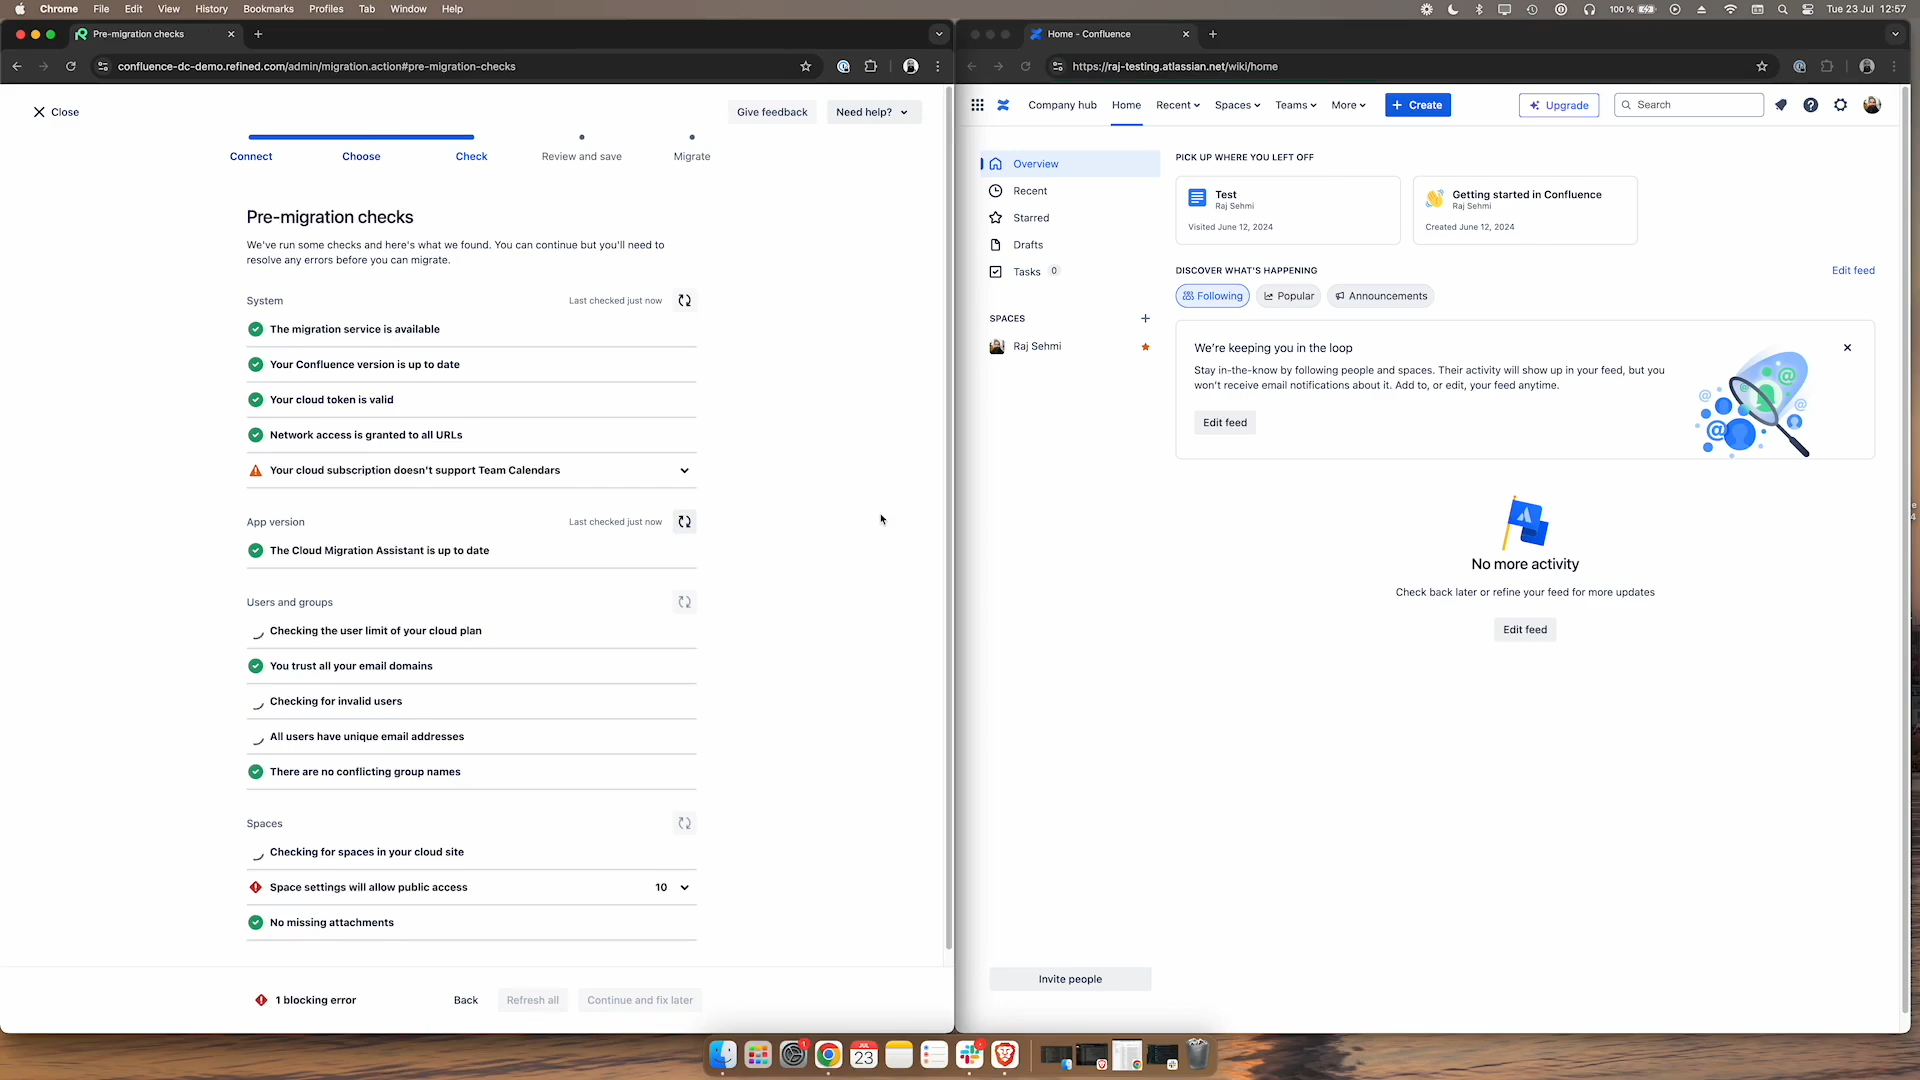 Chrome File Edit View History Bookmarks Profiles Tab Window Help
100 % Tue 23 Jul 12:57
Pre-migration checks
confluence-dc-demo.refined.com/admin/migration.action#pre-migration-checks
Close
Give feedback
Need help?
Connect
Choose
Check
Review and save
Migrate
Pre-migration checks
We've run some checks and here's what we found. You can continue but you'll need to
resolve any errors before you can migrate.
System
Last checked just now
The migration service is available
Your Confluence version is up to date
Your cloud token is valid
Network access is granted to all URLs
Your cloud subscription doesn't support Team Calendars
App version
Last checked just now
The Cloud Migration Assistant is up to date
Users and groups
Checking the user limit of your cloud plan
You trust all your email domains
Checking for invalid users
All users have unique email addresses
There are no conflicting group names
Spaces
Checking for spaces in your cloud site
Space settings will allow public access 10
No missing attachments
1 blocking error
Back
Refresh all
Continue and fix later
Home - Confluence
https://raj-testing.atlassian.net/wiki/home
Company hub Home Recent Spaces Teams More
Create
Upgrade
Search
Overview
Recent
Starred
Drafts
Tasks 0
SPACES
Raj Sehmi
Invite people
PICK UP WHERE YOU LEFT OFF
Test
Raj Sehmi
Visited June 12, 2024
Getting started in Confluence
Raj Sehmi
Created June 12, 2024
DISCOVER WHAT'S HAPPENING
Edit feed
Following
Popular
Announcements
We're keeping you in the loop
Stay in-the-know by following people and spaces. Their activity will show up in your feed, but you
won't receive email notifications about it. Add to, or edit, your feed anytime.
Edit feed
No more activity
Check back later or refine your feed for more updates
Edit feed
1
JUL
23